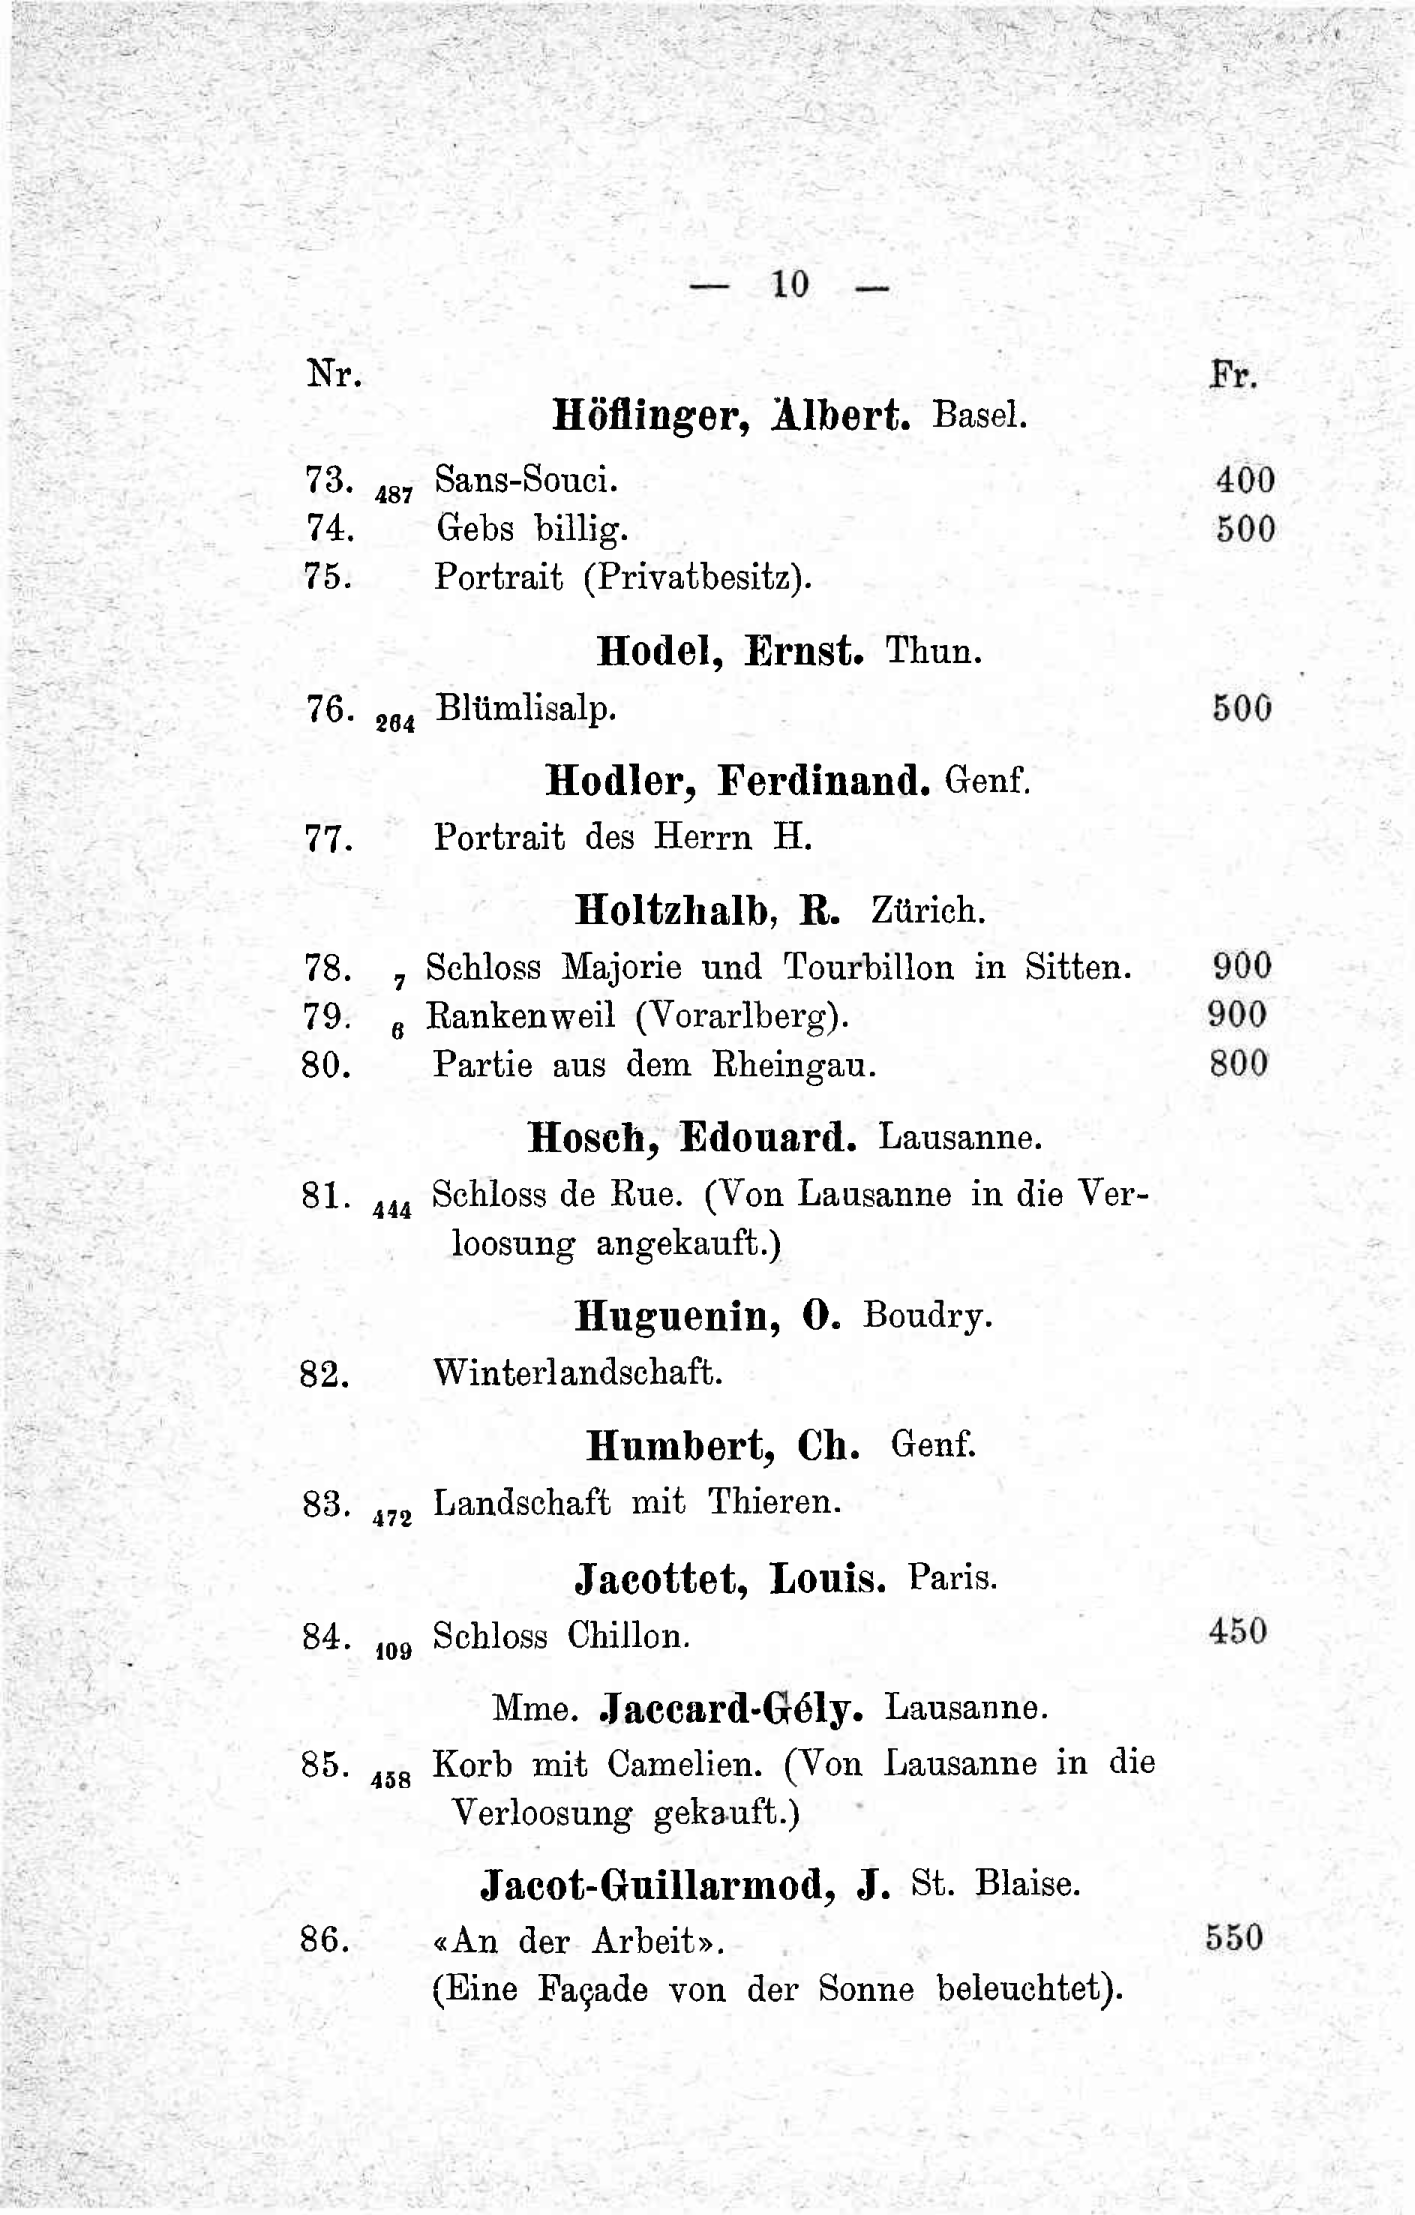 — 10 —
Nr. Fr.
Höflinger, Albert. Basel.
73. 487 Sans-Souci. 400
74. Gebs billig. 500
75. Portrait (Privatbesitz).
Hodel, Ernst. Thun.
76. 264 Blümlisalp. 500
Hodler, Ferdinand. Genf.
77. Portrait des Herrn H.
Holtzhalb, R. Zürich.
78. 7 Schloss Majorie und Tourbillon in Sitten. 900
79. 6 Rankenweil (Vorarlberg). 900
80. Partie aus dem Rheingau. 800
Hosch, Edouard. Lausanne.
81. 444 Schloss de Rue. (Von Lausanne in die Ver-
loosung angekauft.)
Huguenin, O. Boudry.
82. Winterlandschaft.
Humbert, Ch. Genf.
83. 472 Landschaft mit Thieren.
Jacottet, Louis. Paris.
84. 109 Schloss Chillon. 450
Mme. Jaccard-Gély. Lausanne.
85. 458 Korb mit Camelien. (Von Lausanne in die
Verloosung gekauft.)
Jacot-Guillarmod, J. St. Blaise.
86. «An der Arbeit». 550
(Eine Façade von der Sonne beleuchtet).